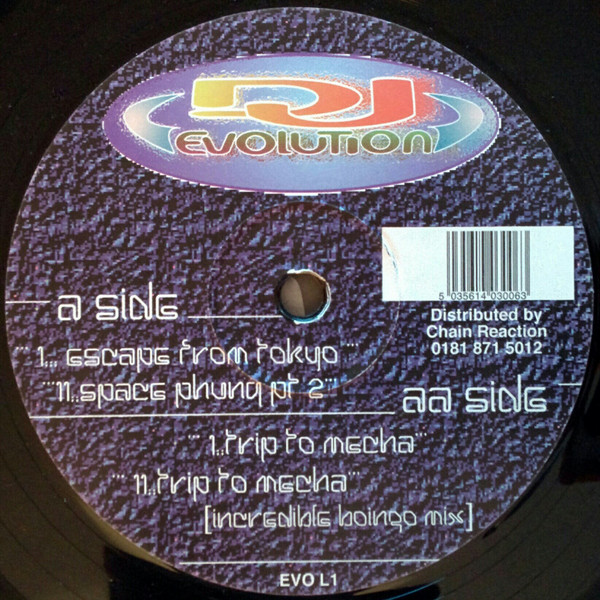 DJ
EVOLUTION
a side
"1... escape from tokyo"
"11..space phunq pt 2"
5 035614 030063
Distributed by
Chain Reaction
0181 871 5012
aa side
"1..trip to mecha"
"11..trip to mecha"
[incredible boingo mix]
EVO L1